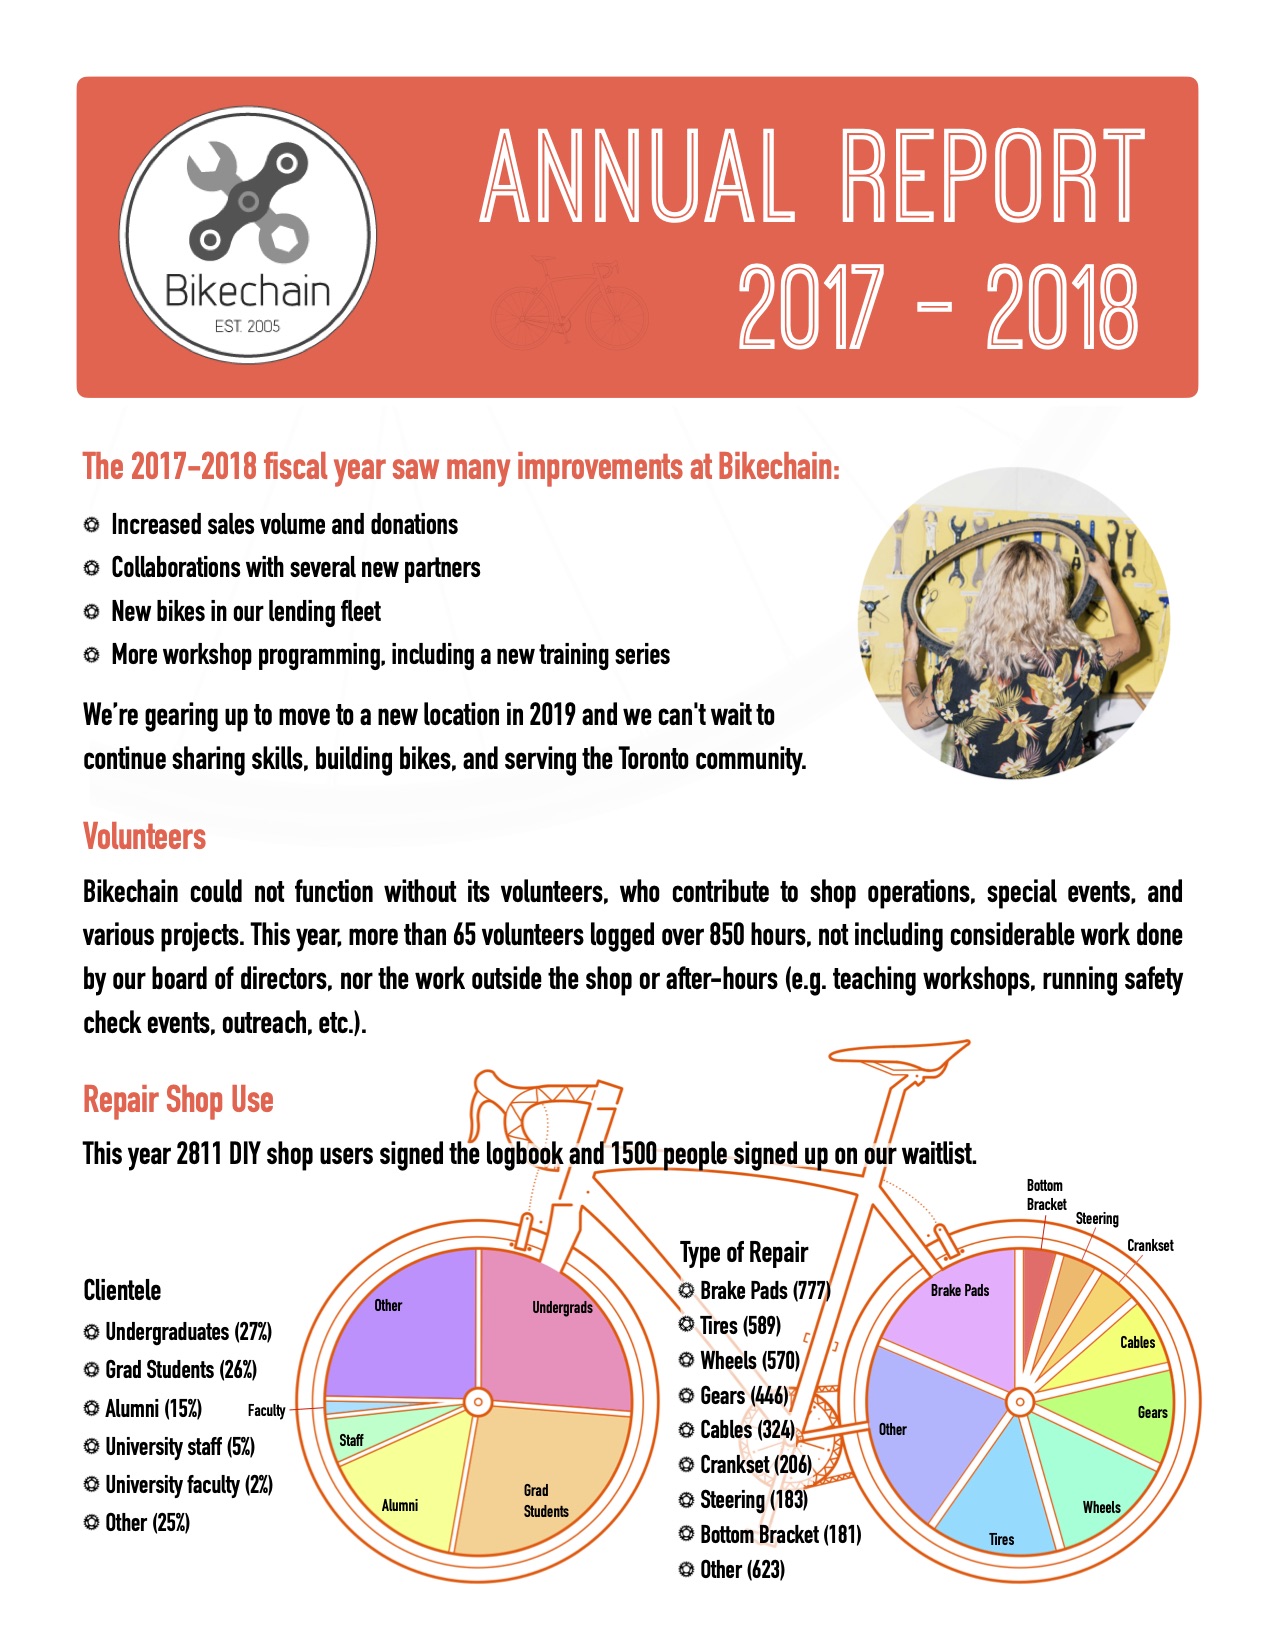 Bikechain
EST. 2005
ANNUAL REPORT
2017 - 2018
The 2017-2018 fiscal year saw many improvements at Bikechain:
Increased sales volume and donations
Collaborations with several new partners
New bikes in our lending fleet
More workshop programming, including a new training series
We’re gearing up to move to a new location in 2019 and we can't wait to
continue sharing skills, building bikes, and serving the Toronto community.
Volunteers
Bikechain could not function without its volunteers, who contribute to shop operations, special events, and
various projects. This year, more than 65 volunteers logged over 850 hours, not including considerable work done
by our board of directors, nor the work outside the shop or after-hours (e.g. teaching workshops, running safety
check events, outreach, etc.).
Repair Shop Use
This year 2811 DIY shop users signed the logbook and 1500 people signed up on our waitlist.
Clientele
Undergraduates (27%)
Grad Students (26%)
Alumni (15%)
University staff (5%)
University faculty (2%)
Other (25%)
Other
Undergrads
Faculty
Staff
Alumni
Grad
Students
Type of Repair
Brake Pads (777)
Tires (589)
Wheels (570)
Gears (446)
Cables (324)
Crankset (206)
Steering (183)
Bottom Bracket (181)
Other (623)
Bottom
Bracket
Steering
Crankset
Brake Pads
Cables
Gears
Other
Wheels
Tires